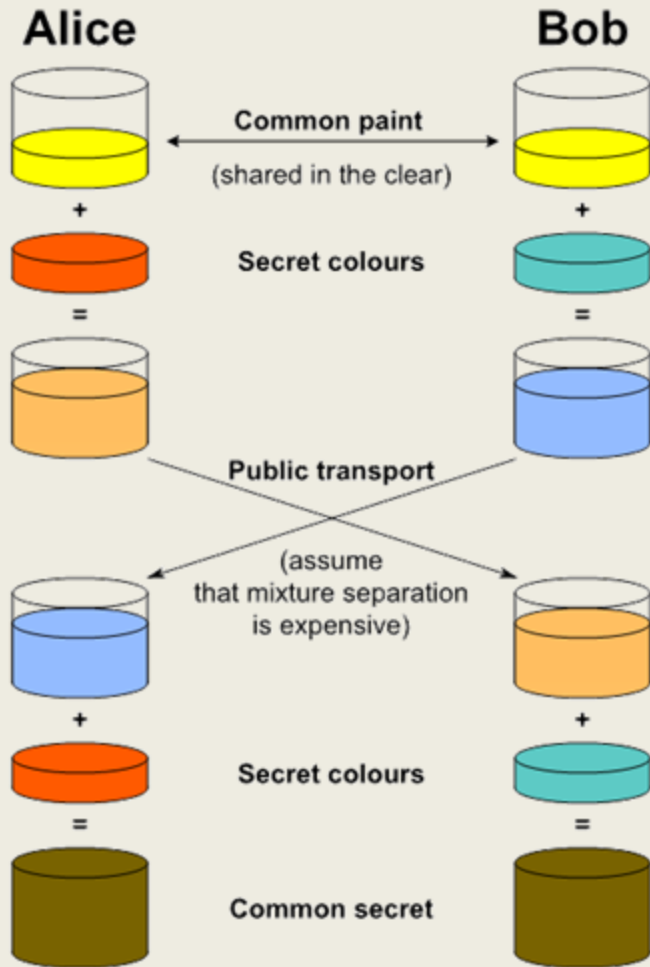 Alice
Bob
Common paint
(shared in the clear)
+
+
Secret colours
=
=
Public transport
(assume
that mixture separation
is expensive)
+
+
Secret colours
=
=
Common secret